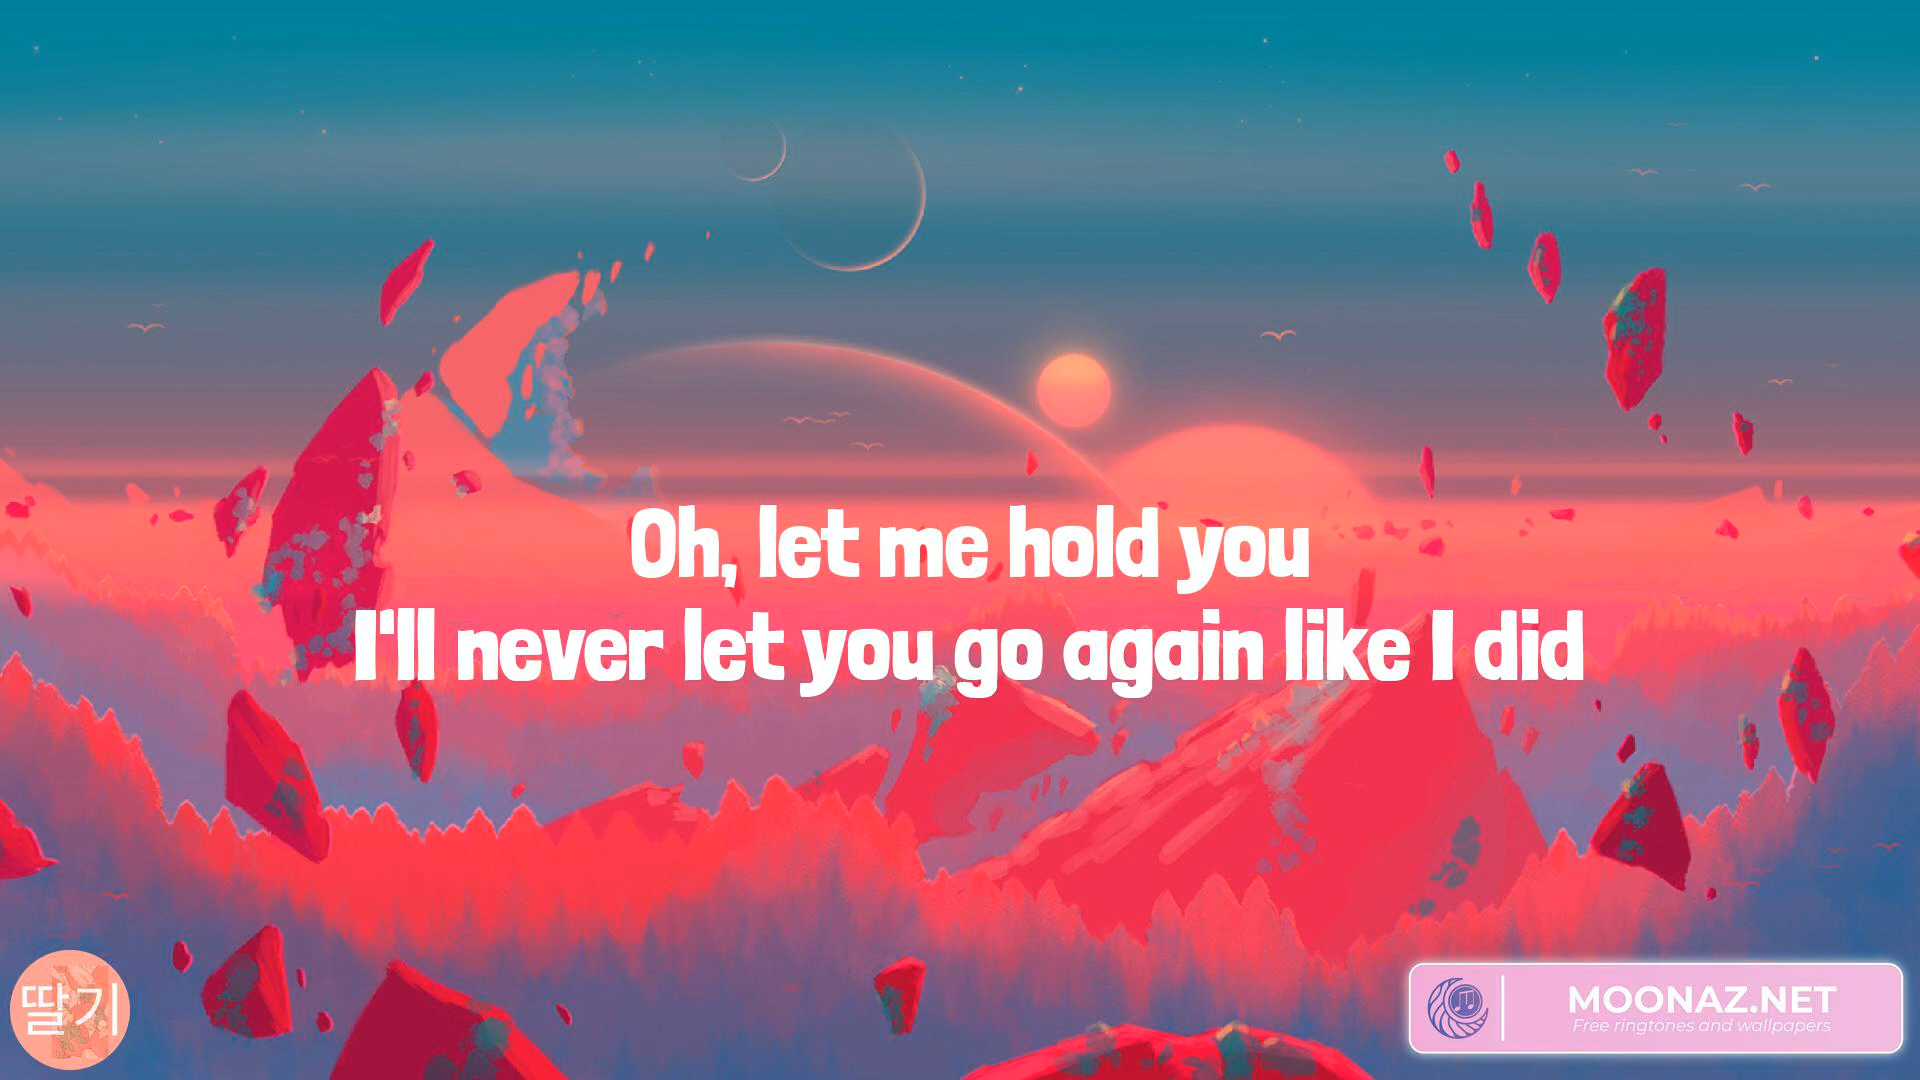 Oh, let me hold you
I'll never let you go again like I did
딸기
MOONAZ.NET
Free ringtones and wallpapers